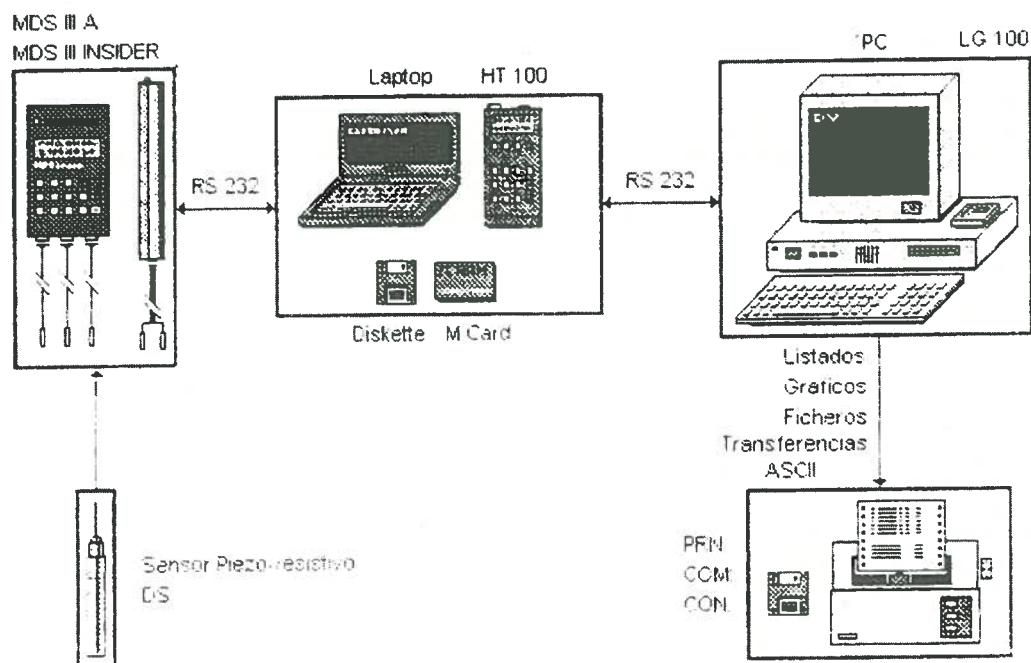 MDS III A
MDS III INSIDER
Laptop HT 100
PC LG 100
RS 232
RS 232
Diskette M Card
Listados
Graficos
Ficheros
Transferencias
ASCII
Sensor Piezo-resistivo
DS
PRN
COM:
CON: